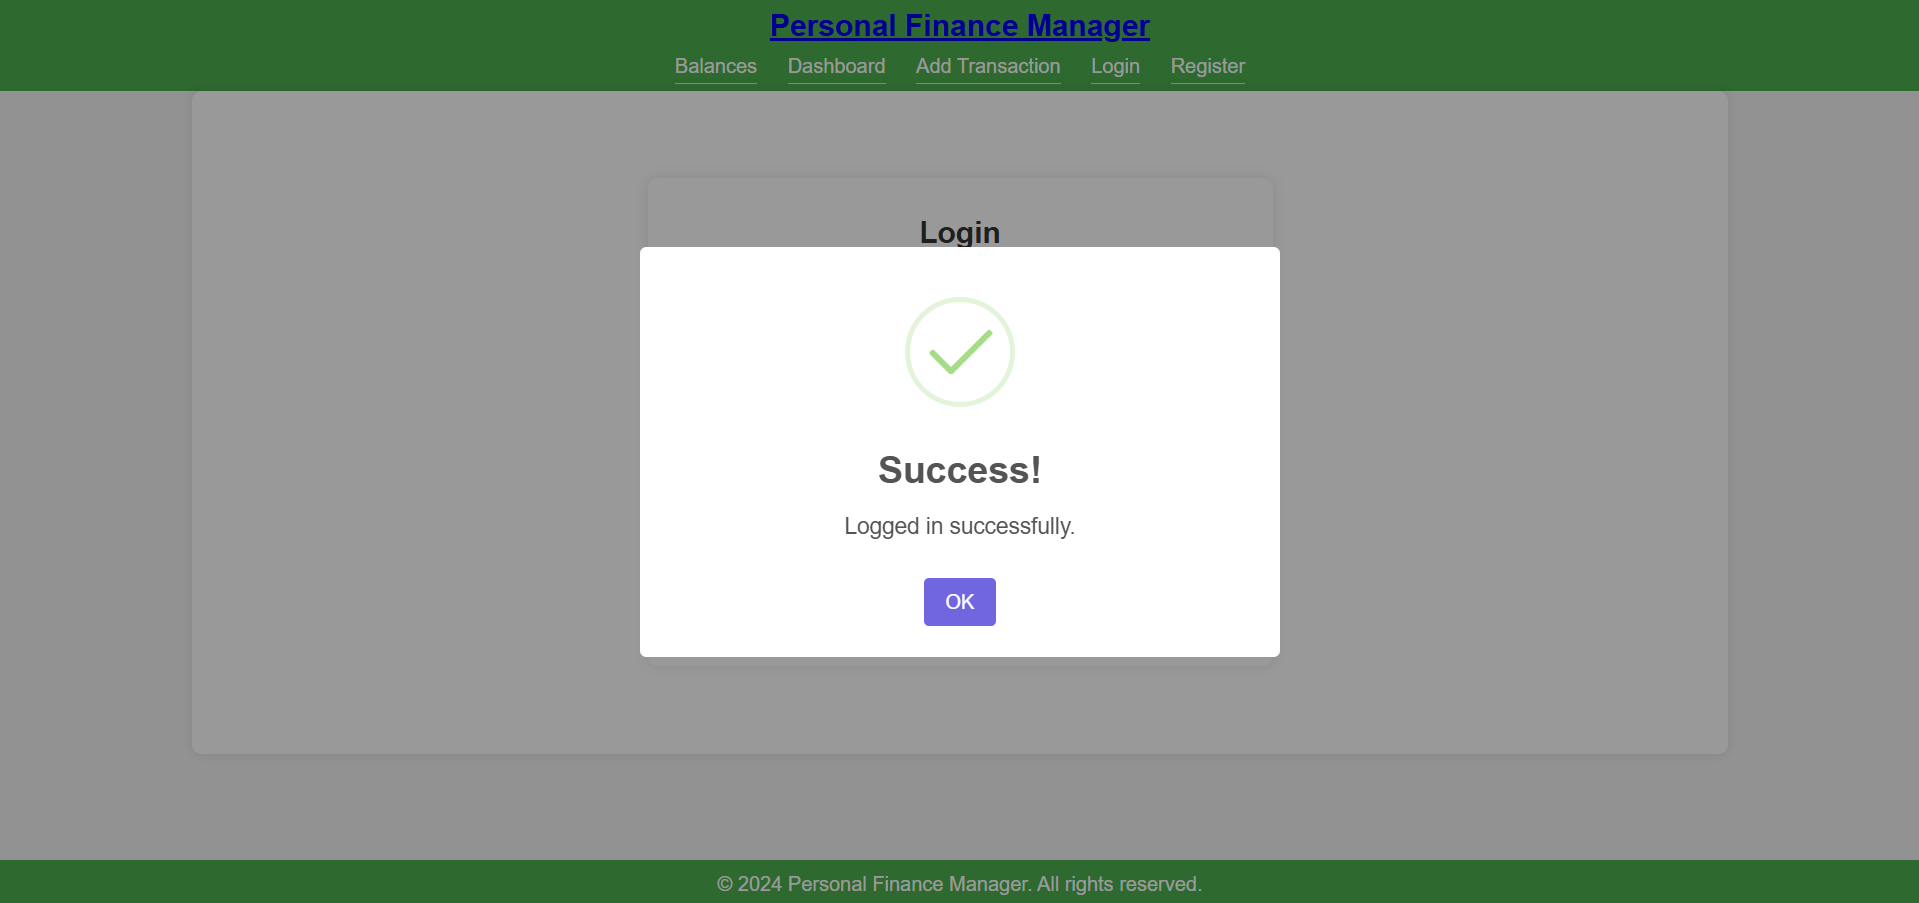 Personal Finance Manager
Balances Dashboard Add Transaction Login Register
Login
Success!
Logged in successfully.
OK
© 2024 Personal Finance Manager. All rights reserved.